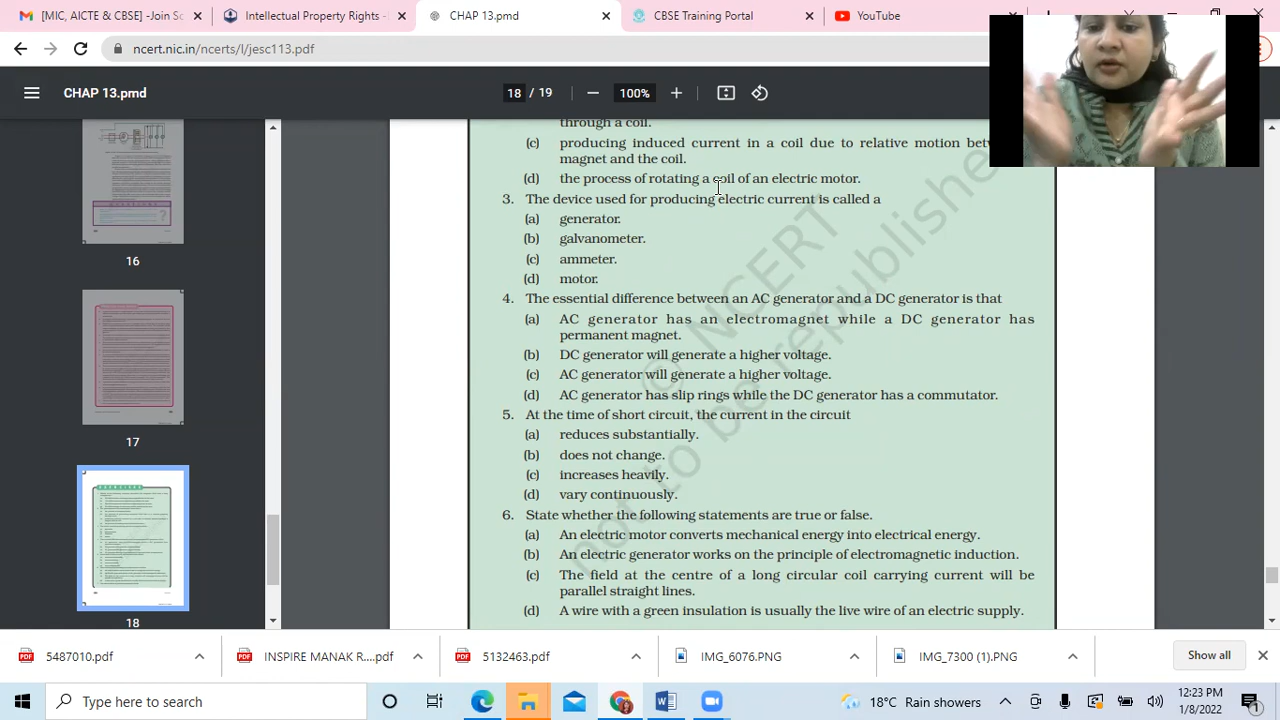 [MIC, AICTE & CBSE] - Join Sc
Intellectual Property Rights -
CHAP 13.pmd
CBSE Training Portal
YouTube
ncert.nic.in/ncerts/l/jesc113.pdf
CHAP 13.pmd
18 / 19
100%
through a coil.
(c) producing induced current in a coil due to relative motion betw
magnet and the coil.
(d) the process of rotating a coil of an electric motor.
3. The device used for producing electric current is called a
(a) generator.
(b) galvanometer.
(c) ammeter.
(d) motor.
4. The essential difference between an AC generator and a DC generator is that
(a) AC generator has an electromagnet while a DC generator has
permanent magnet.
(b) DC generator will generate a higher voltage.
(c) AC generator will generate a higher voltage.
(d) AC generator has slip rings while the DC generator has a commutator.
5. At the time of short circuit, the current in the circuit
(a) reduces substantially.
(b) does not change.
(c) increases heavily.
(d) vary continuously.
6. State whether the following statements are true or false.
(a) An electric motor converts mechanical energy into electrical energy.
(b) An electric generator works on the principle of electromagnetic induction.
(c) The field at the centre of a long circular coil carrying current will be
parallel straight lines.
(d) A wire with a green insulation is usually the live wire of an electric supply.
© NCERT
not to be republished
16
17
18
5487010.pdf
INSPIRE MANAK R....pdf
5132463.pdf
IMG_6076.PNG
IMG_7300 (1).PNG
Show all
Type here to search
18°C Rain showers
12:23 PM
1/8/2022